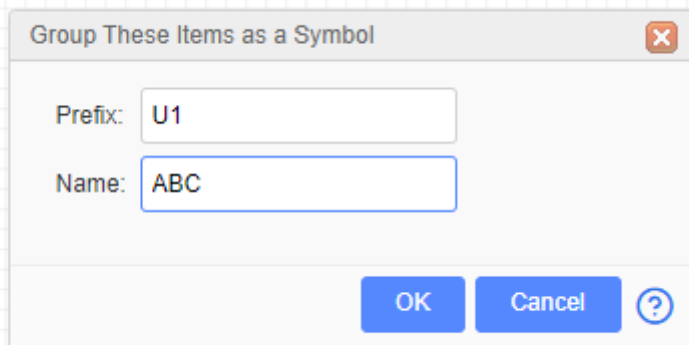 Group These Items as a Symbol
Prefix: U1
Name: ABC
OK Cancel ?